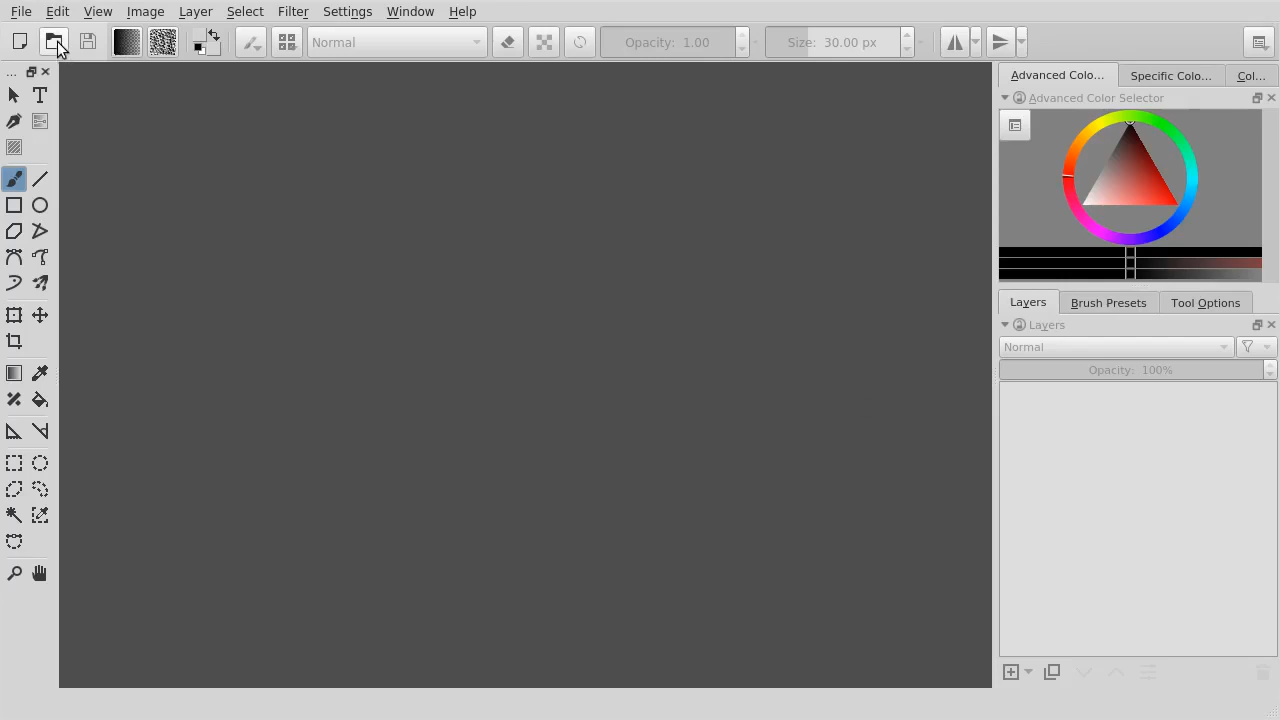 File Edit View Image Layer Select Filter Settings Window Help
Normal Opacity: 1.00 Size: 30.00 px
...
Advanced Colo... Specific Colo... Col...
Advanced Color Selector
Layers Brush Presets Tool Options
Layers
Normal
Opacity: 100%